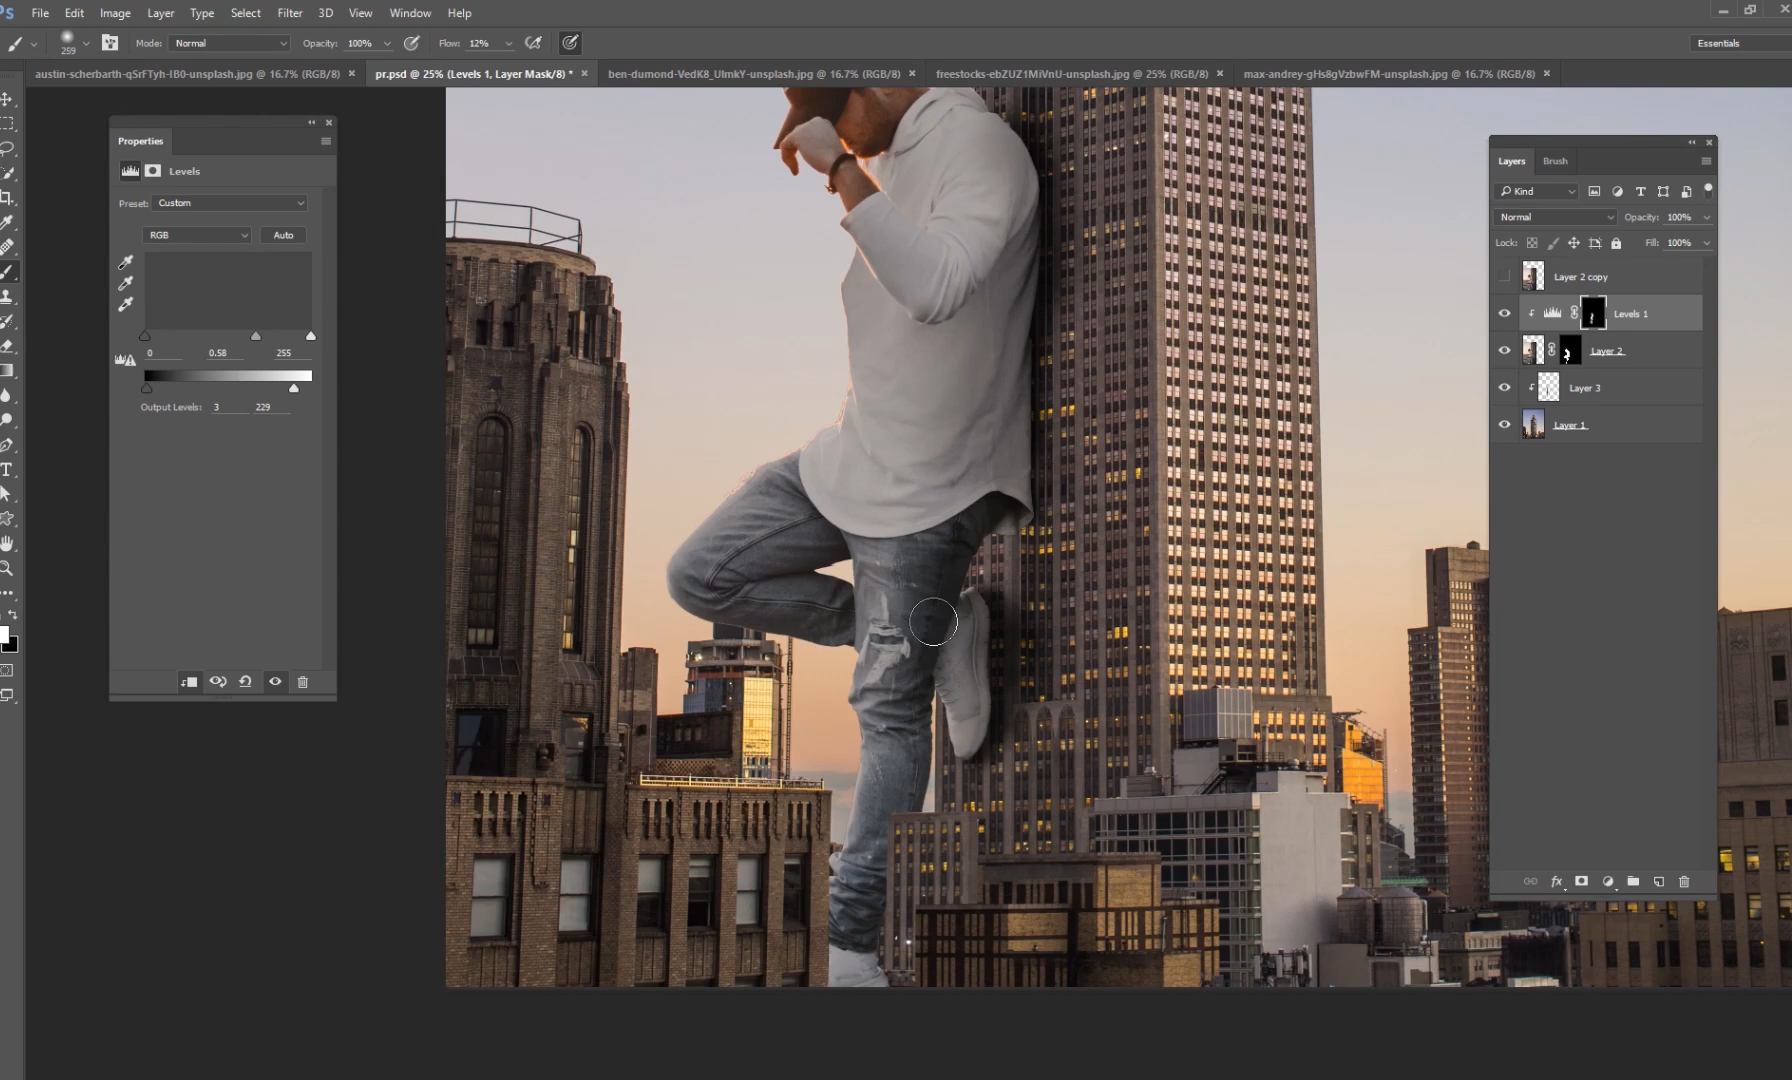 Ps File Edit Image Layer Type Select Filter 3D View Window Help
259 Mode: Normal Opacity: 100% Flow: 12% Essentials
austin-scherbarth-qSrFTyh-IB0-unsplash.jpg @ 16.7% (RGB/8) × pr.psd @ 25% (Levels 1, Layer Mask/8) * × ben-dumond-VedK8_UlmkY-unsplash.jpg @ 16.7% (RGB/8) × freestocks-ebZUZ1MiVnU-unsplash.jpg @ 25% (RGB/8) × max-andrey-gHs8gVzbwFM-unsplash.jpg @ 16.7% (RGB/8) ×
Properties
Levels
Preset: Custom
RGB Auto
0 0.58 255
Output Levels: 3 229
Layers Brush
Kind
Normal Opacity: 100%
Lock: Fill: 100%
Layer 2 copy
Levels 1
Layer 2
Layer 3
Layer 1
fx